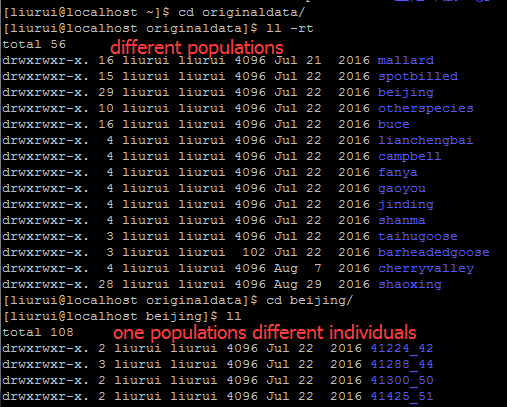 [liurui@localhost ~]$ cd originaldata/
[liurui@localhost originaldata]$ ll -rt
total 56
different populations
drwxrwxr-x. 16 liurui liurui 4096 Jul 21  2016 mallard
drwxrwxr-x. 15 liurui liurui 4096 Jul 22  2016 spotbilled
drwxrwxr-x. 29 liurui liurui 4096 Jul 22  2016 beijing
drwxrwxr-x. 10 liurui liurui 4096 Jul 22  2016 otherspecies
drwxrwxr-x. 16 liurui liurui 4096 Jul 22  2016 buce
drwxrwxr-x.  4 liurui liurui 4096 Jul 22  2016 lianchengbai
drwxrwxr-x.  4 liurui liurui 4096 Jul 22  2016 campbell
drwxrwxr-x.  4 liurui liurui 4096 Jul 22  2016 fanya
drwxrwxr-x.  4 liurui liurui 4096 Jul 22  2016 gaoyou
drwxrwxr-x.  4 liurui liurui 4096 Jul 22  2016 jinding
drwxrwxr-x.  4 liurui liurui 4096 Jul 22  2016 shanma
drwxrwxr-x.  3 liurui liurui 4096 Jul 22  2016 taihugoose
drwxrwxr-x.  3 liurui liurui  102 Jul 22  2016 barheadedgoose
drwxrwxr-x.  4 liurui liurui 4096 Aug  7  2016 cherryvalley
drwxrwxr-x. 28 liurui liurui 4096 Aug 29  2016 shaoxing
[liurui@localhost originaldata]$ cd beijing/
[liurui@localhost beijing]$ ll
total 108
one populations different individuals
drwxrwxr-x. 2 liurui liurui 4096 Jul 22  2016 41224_42
drwxrwxr-x. 3 liurui liurui 4096 Jul 22  2016 41288_44
drwxrwxr-x. 2 liurui liurui 4096 Jul 22  2016 41300_50
drwxrwxr-x. 2 liurui liurui 4096 Jul 22  2016 41425_51